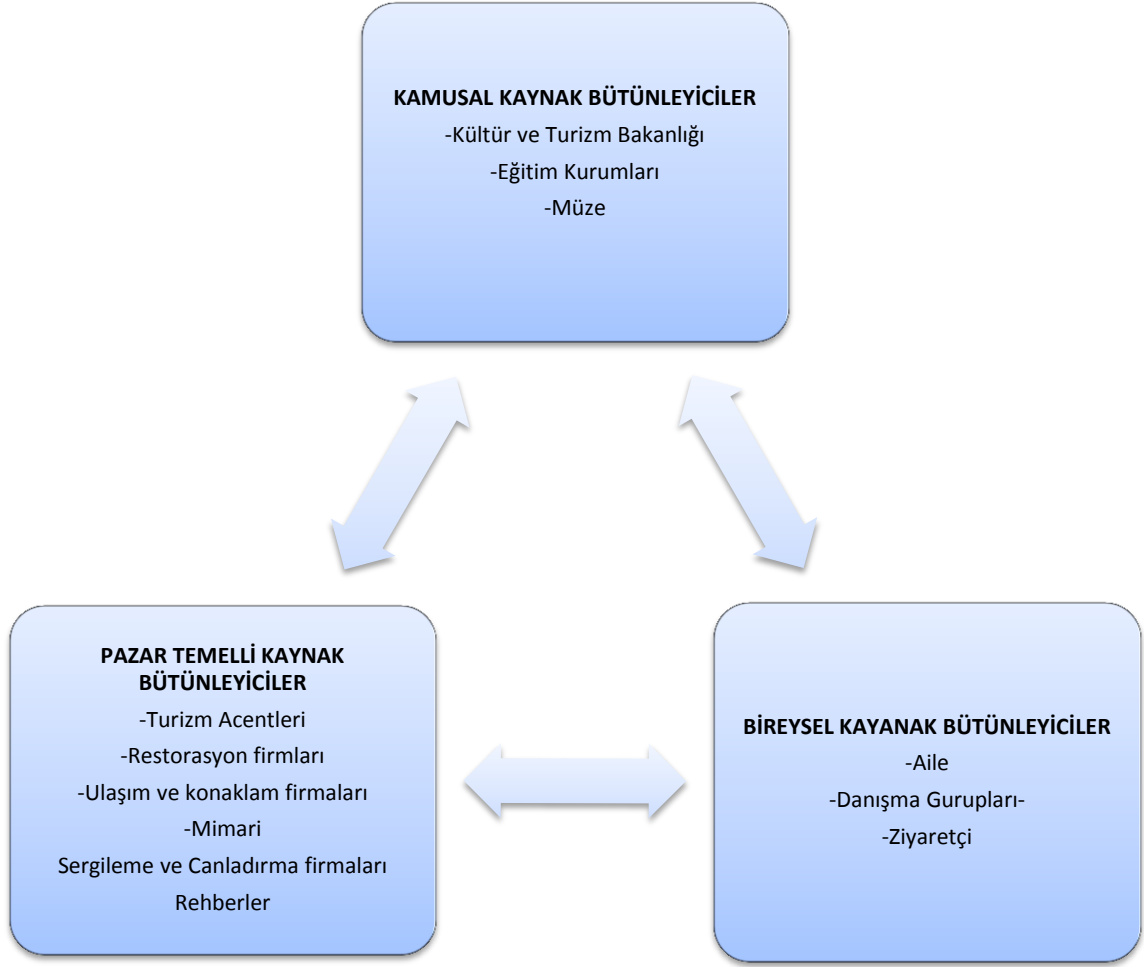 KAMUSAL KAYNAK BÜTÜNLEYİCİLER
-Kültür ve Turizm Bakanlığı
-Eğitim Kurumları
-Müze
PAZAR TEMELLİ KAYNAK
BÜTÜNLEYİCİLER
-Turizm Acentleri
-Restorasyon firmları
-Ulaşım ve konaklam firmaları
-Mimari
Sergileme ve Canladırma firmaları
Rehberler
BİREYSEL KAYANAK BÜTÜNLEYİCİLER
-Aile
-Danışma Gurupları-
-Ziyaretçi